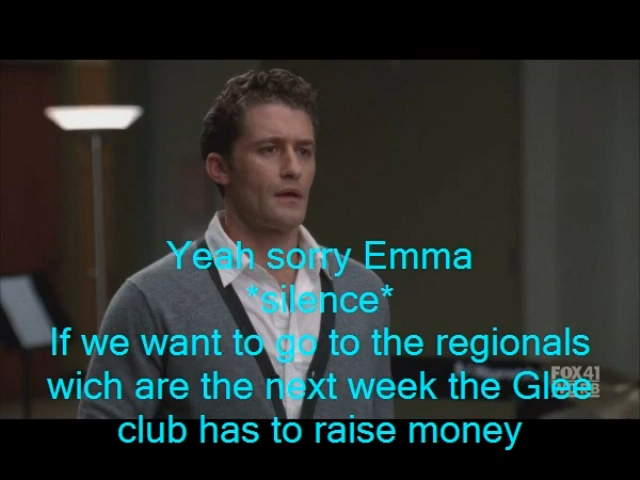 Yeah sorry Emma
*silence*
If we want to go to the regionals
wich are the next week the Glee
club has to raise money
FOX41